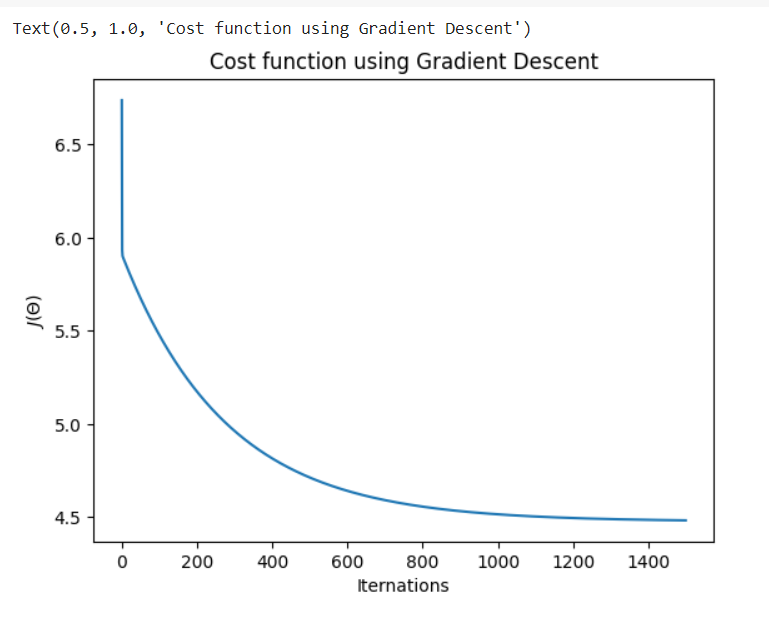 Text(0.5, 1.0, 'Cost function using Gradient Descent')
Cost function using Gradient Descent
6.5
6.0
5.5
5.0
4.5
J(Θ)
0 200 400 600 800 1000 1200 1400
Iternations